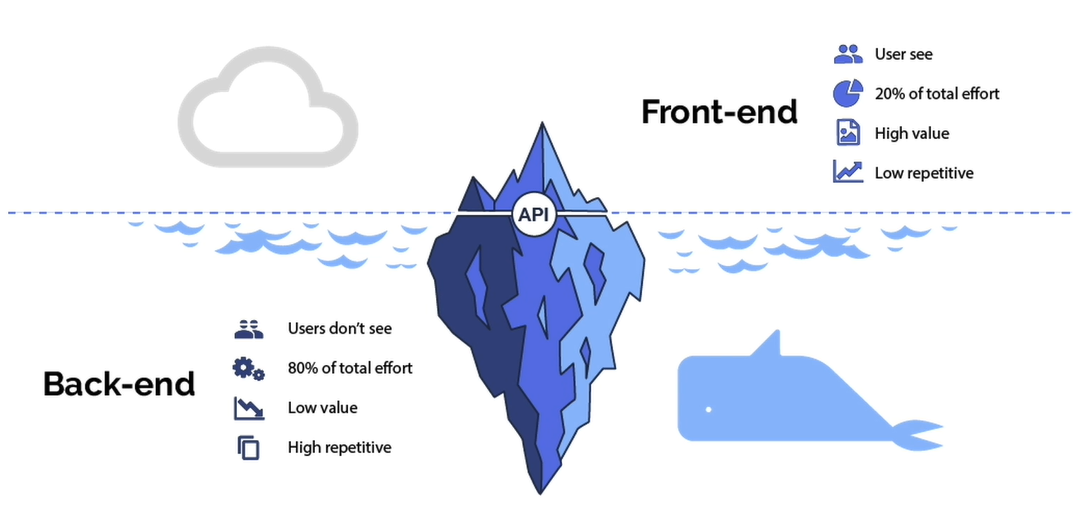 Front-end
User see
20% of total effort
High value
Low repetitive
API
Back-end
Users don't see
80% of total effort
Low value
High repetitive